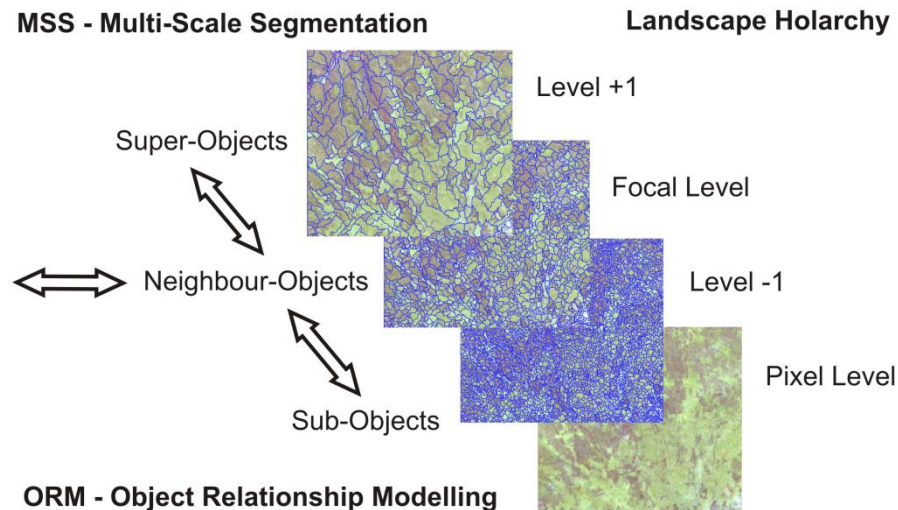 MSS - Multi-Scale Segmentation
Landscape Holarchy
Level +1
Super-Objects
Focal Level
Neighbour-Objects
Level -1
Pixel Level
Sub-Objects
ORM - Object Relationship Modelling